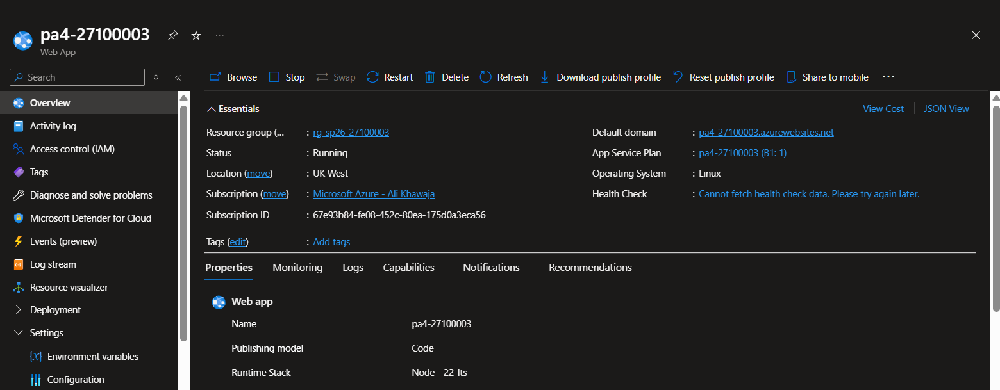 pa4-27100003
...
Web App
Search
Browse
Stop
Swap
Restart
Delete
Refresh
Download publish profile
Reset publish profile
Share to mobile
...
Overview
Activity log
Access control (IAM)
Tags
Diagnose and solve problems
Microsoft Defender for Cloud
Events (preview)
Log stream
Resource visualizer
Deployment
Settings
Environment variables
Configuration
Essentials
View Cost
JSON View
Resource group (... : rg-sp26-27100003
Status : Running
Location (move) : UK West
Subscription (move) : Microsoft Azure - Ali Khawaja
Subscription ID : 67e93b84-fe08-452c-80ea-175d0a3eca56
Default domain : pa4-27100003.azurewebsites.net
App Service Plan : pa4-27100003 (B1: 1)
Operating System : Linux
Health Check : Cannot fetch health check data. Please try again later.
Tags (edit) : Add tags
Properties
Monitoring
Logs
Capabilities
Notifications
Recommendations
Web app
Name pa4-27100003
Publishing model Code
Runtime Stack Node - 22-lts